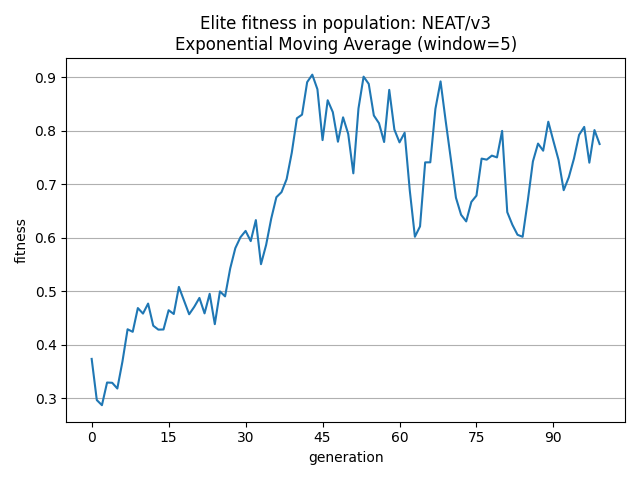 Elite fitness in population: NEAT/v3
Exponential Moving Average (window=5)
fitness
0.9
0.8
0.7
0.6
0.5
0.4
0.3
0 15 30 45 60 75 90
generation